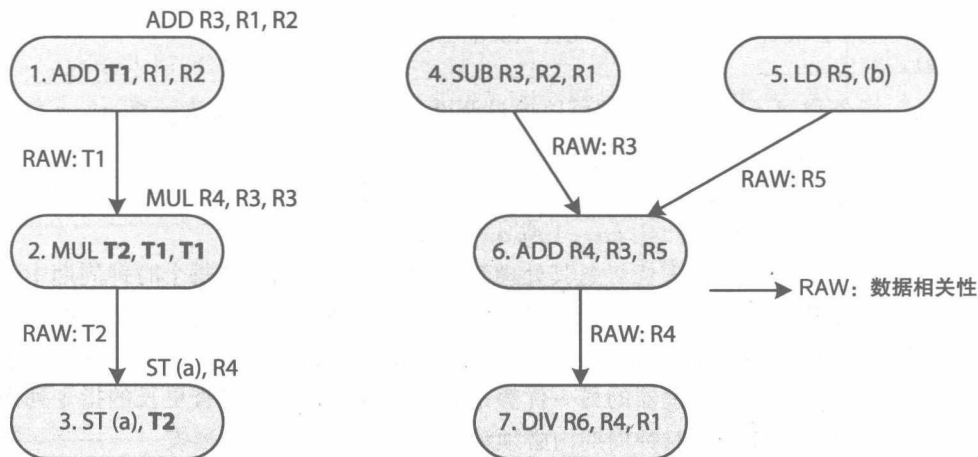 ADD R3, R1, R2
1. ADD T1, R1, R2
4. SUB R3, R2, R1
5. LD R5, (b)
RAW: T1
RAW: R3
RAW: R5
MUL R4, R3, R3
2. MUL T2, T1, T1
6. ADD R4, R3, R5
RAW：数据相关性
RAW: T2
RAW: R4
ST (a), R4
3. ST (a), T2
7. DIV R6, R4, R1